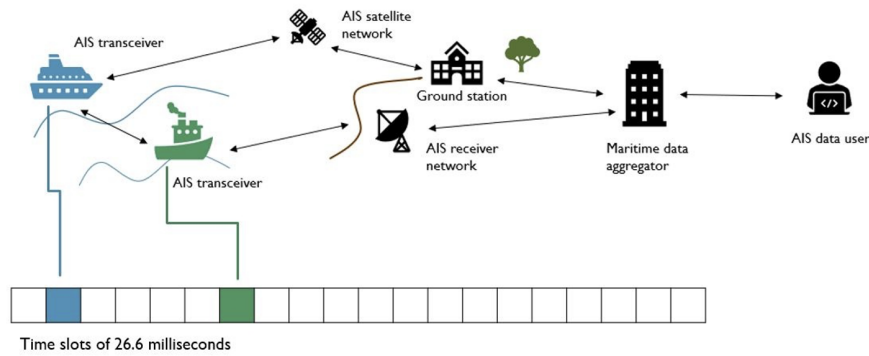 AIS transceiver
AIS satellite
network
Ground station
AIS transceiver
AIS receiver
network
Maritime data
aggregator
AIS data user
Time slots of 26.6 milliseconds